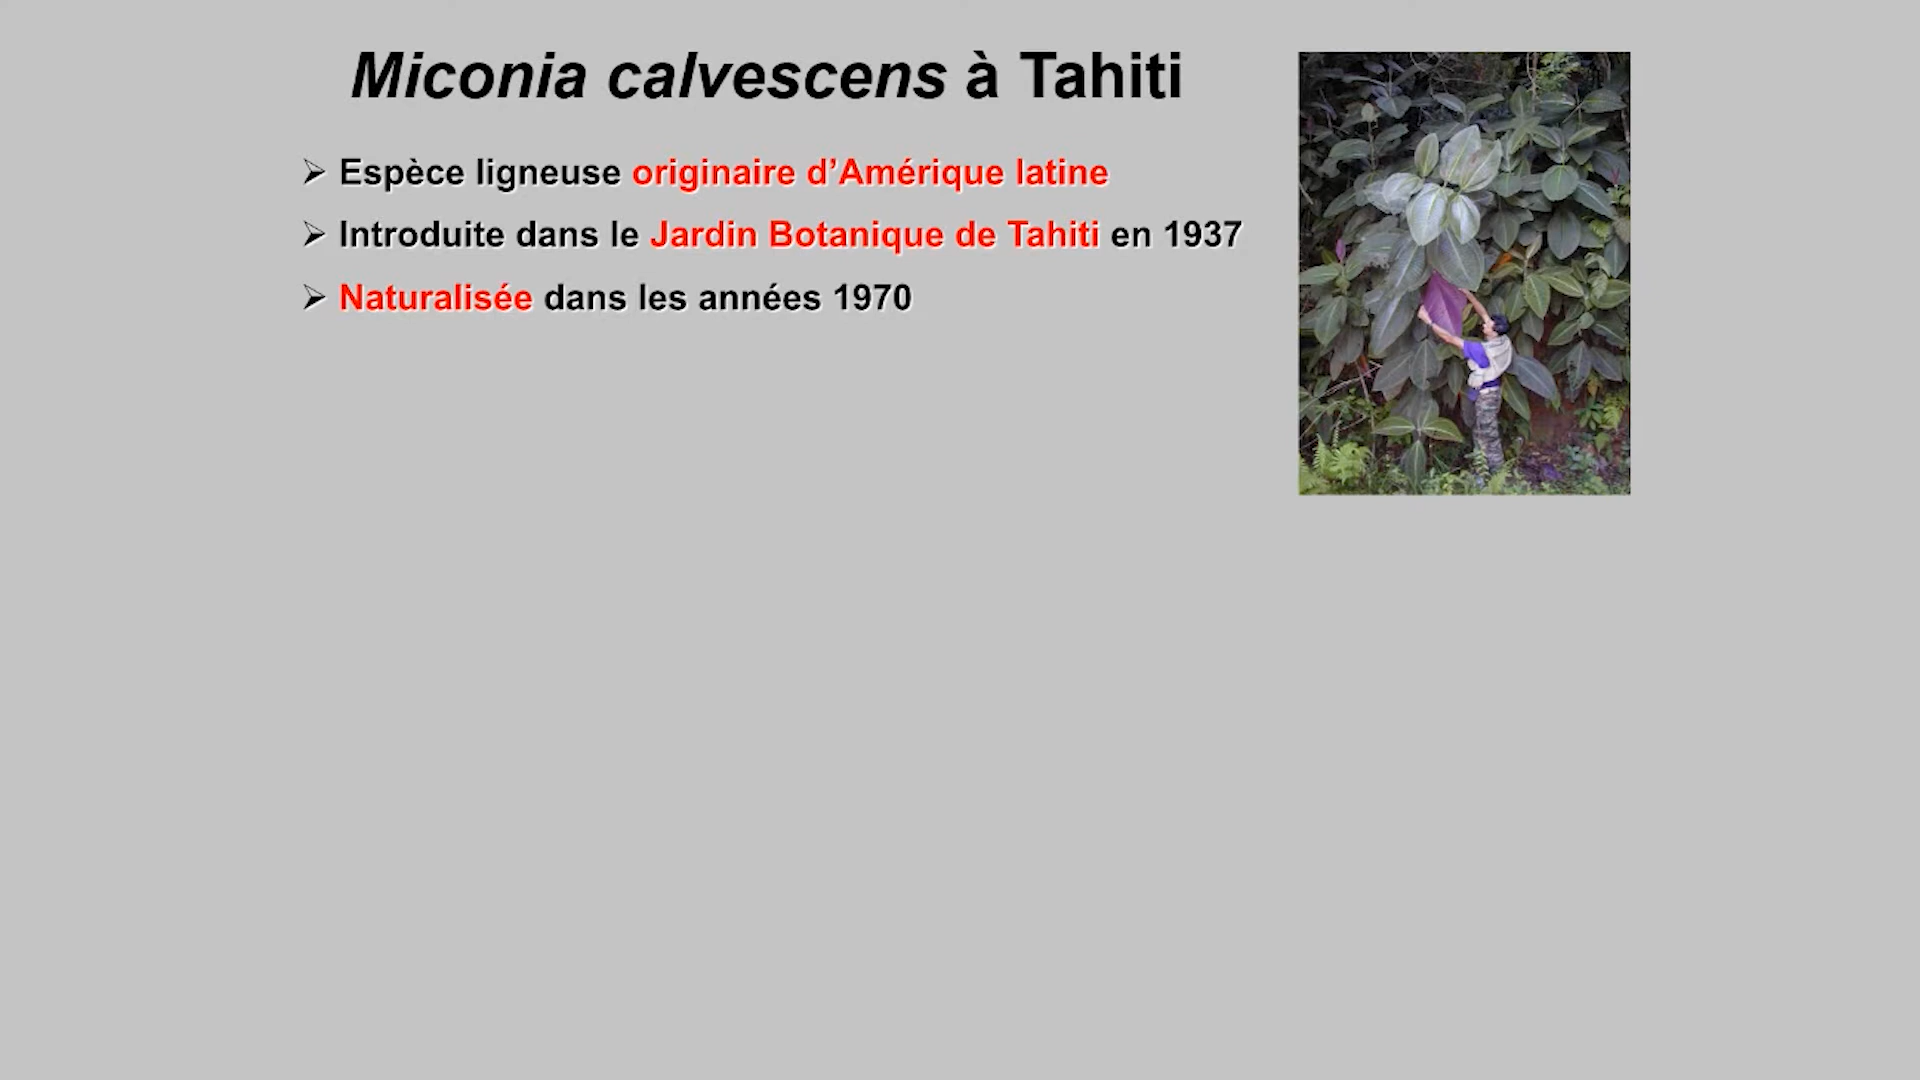 Miconia calvescens à Tahiti
➢ Espèce ligneuse originaire d’Amérique latine
➢ Introduite dans le Jardin Botanique de Tahiti en 1937
➢ Naturalisée dans les années 1970